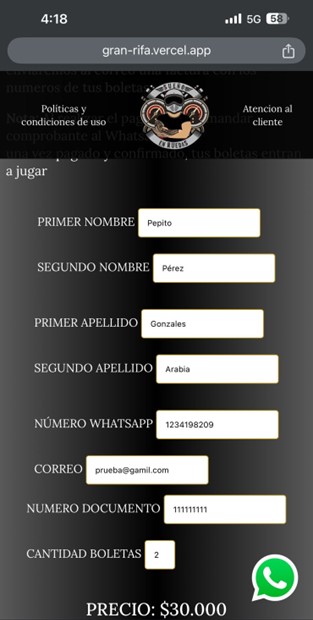 4:18
5G
58
gran-rifa.vercel.app
numeros de tus boleta
Políticas y
condiciones de uso
Atencion al
cliente
EN RUEDAS
comprobante al Whats
una vez pagado y confirmado, tus boletas entran
a jugar
PRIMER NOMBRE Pepito
SEGUNDO NOMBRE Pérez
PRIMER APELLIDO Gonzales
SEGUNDO APELLIDO Arabia
NÚMERO WHATSAPP 1234198209
CORREO prueba@gamil.com
NUMERO DOCUMENTO 111111111
CANTIDAD BOLETAS 2
PRECIO: $30.000